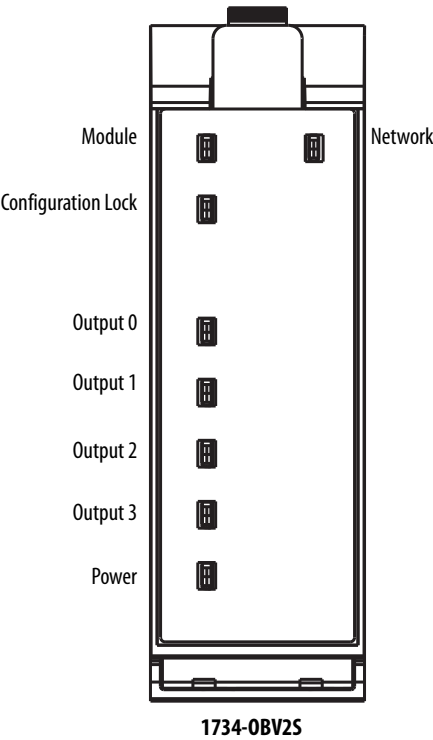 Module
Network
Configuration Lock
Output 0
Output 1
Output 2
Output 3
Power
1734-OBV2S